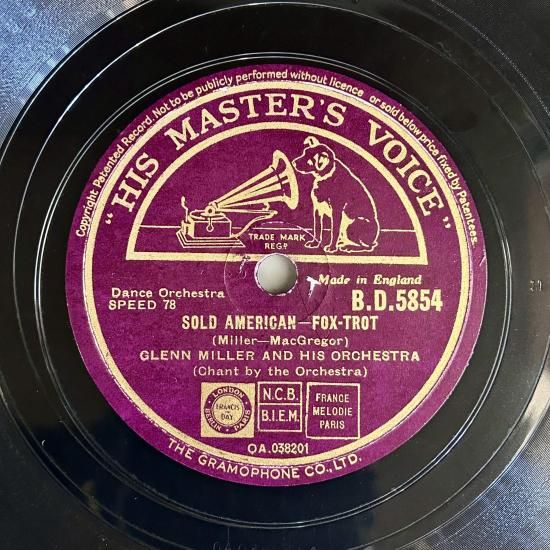 Copyright Patented Record. Not to be publicly performed without licence or sold below price fixed by Patentees.
"HIS MASTER'S VOICE"
TRADE MARK
REGD
Made in England
Dance Orchestra
SPEED 78
B.D.5854
SOLD AMERICAN—FOX-TROT
(Miller—MacGregor)
GLENN MILLER AND HIS ORCHESTRA
(Chant by the Orchestra)
LONDON
FRANCIS
DAY
BERLIN PARIS
N.C.B.
B.I.E.M.
FRANCE
MELODIE
PARIS
OA.038201
THE GRAMOPHONE CO., LTD.